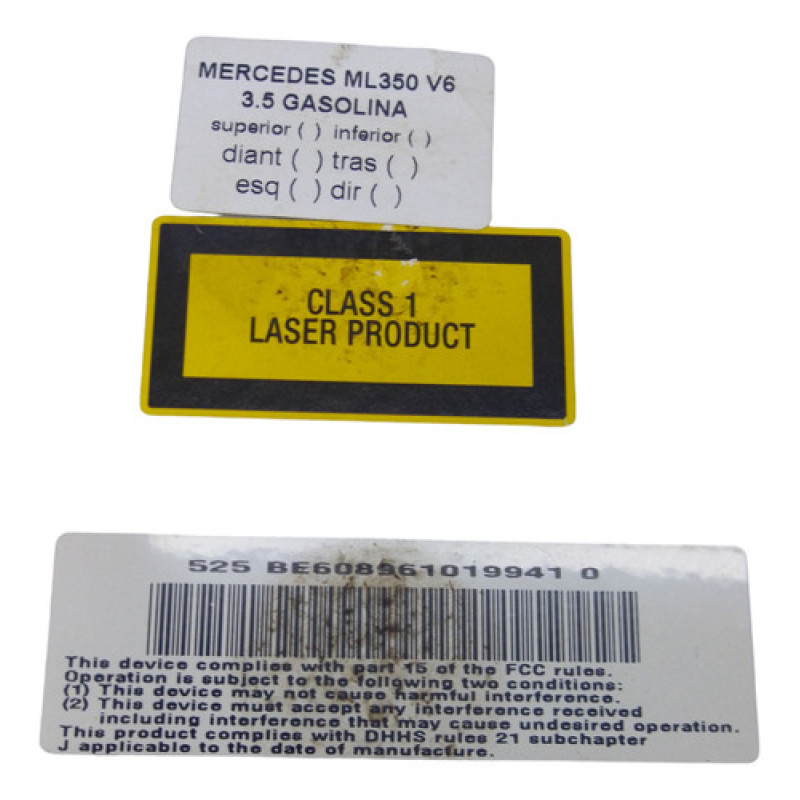 MERCEDES ML350 V6
3.5 GASOLINA
superior ( ) inferior ( )
diant ( ) tras ( )
esq ( ) dir ( )
CLASS 1
LASER PRODUCT
525 BE608961019941 0
This device complies with part 15 of the FCC rules.
Operation is subject to the following two conditions:
(1) This device may not cause harmful interference.
(2) This device must accept any interference received
including interference that may cause undesired operation.
This product complies with DHHS rules 21 subchapter
J applicable to the date of manufacture.